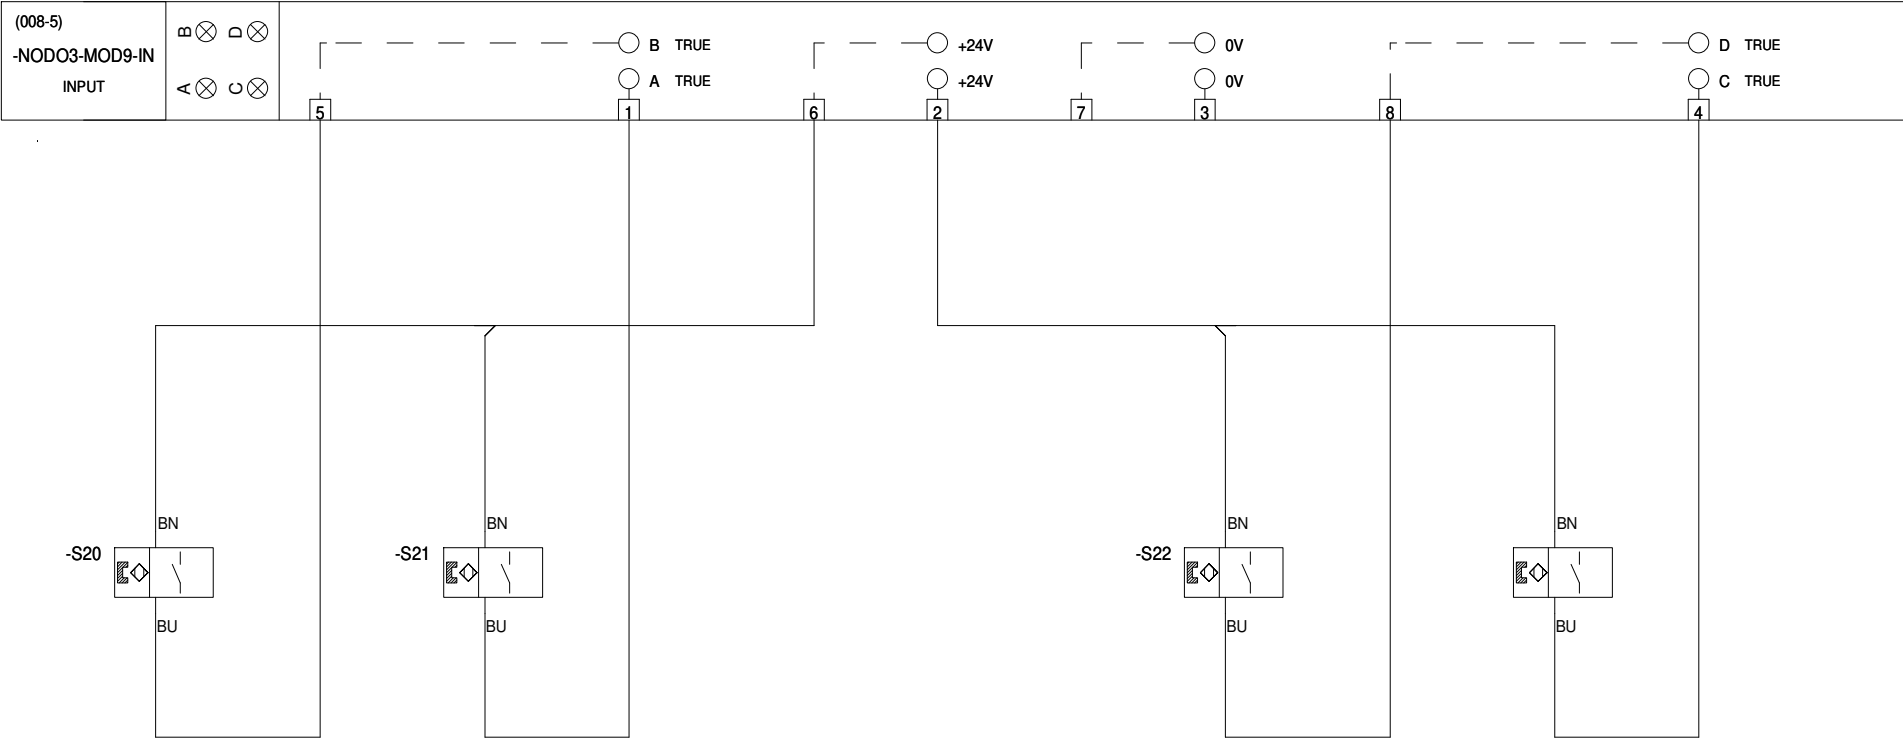 (008-5)
-NODO3-MOD9-IN
INPUT
B D
A C
B TRUE
A TRUE
+24V
+24V
0V
0V
D TRUE
C TRUE
5 1 6 2 7 3 8 4
BN BN BN BN
-S20 -S21 -S22
BU BU BU BU